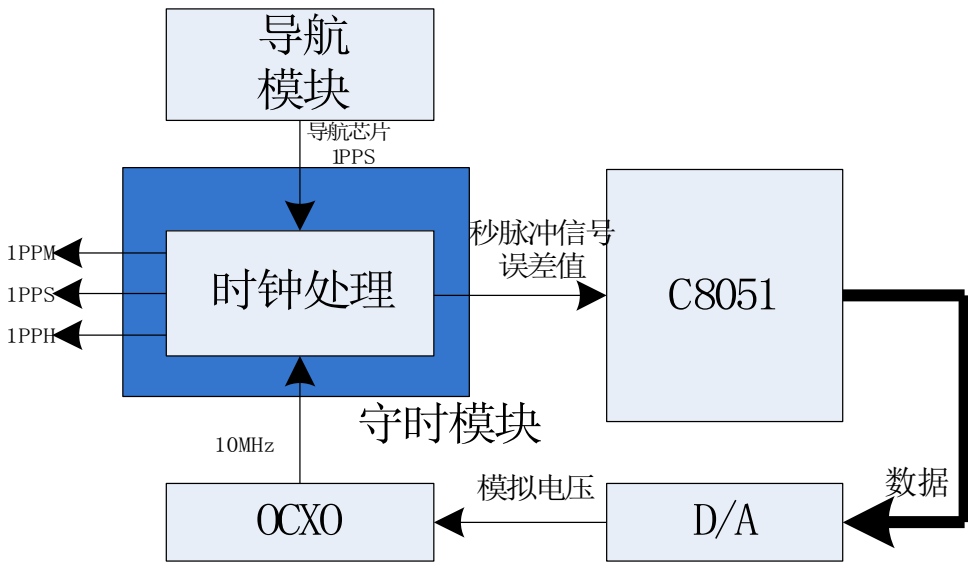 导航
模块
导航芯片
1PPS
秒脉冲信号
误差值
1PPM
1PPS
1PPH
时钟处理
C8051
守时模块
10MHz
模拟电压
数据
OCXO
D/A